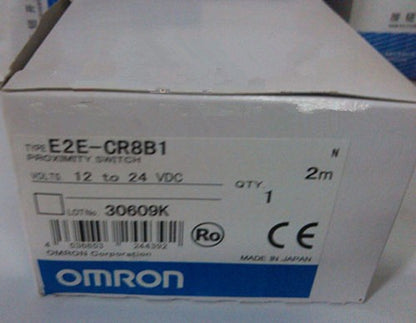 TYPE E2E-CR8B1
PROXIMITY SWITCH
N
VOLTS 12 to 24 VDC
2m
QTY. 1
LOT No. 30609K
Ro
CE
OMRON Corporation
MADE IN JAPAN
OMRON